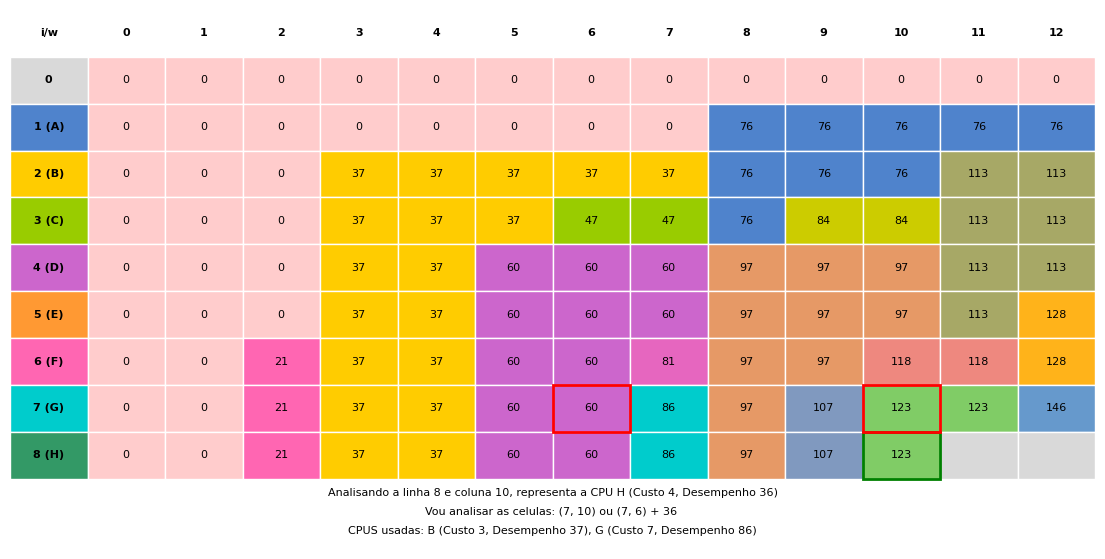 i/w 0 1 2 3 4 5 6 7 8 9 10 11 12
0 0 0 0 0 0 0 0 0 0 0 0 0 0
1 (A) 0 0 0 0 0 0 0 0 76 76 76 76 76
2 (B) 0 0 0 37 37 37 37 37 76 76 76 113 113
3 (C) 0 0 0 37 37 37 47 47 76 84 84 113 113
4 (D) 0 0 0 37 37 60 60 60 97 97 97 113 113
5 (E) 0 0 0 37 37 60 60 60 97 97 97 113 128
6 (F) 0 0 21 37 37 60 60 81 97 97 118 118 128
7 (G) 0 0 21 37 37 60 60 86 97 107 123 123 146
8 (H) 0 0 21 37 37 60 60 86 97 107 123
Analisando a linha 8 e coluna 10, representa a CPU H (Custo 4, Desempenho 36)
Vou analisar as celulas: (7, 10) ou (7, 6) + 36
CPUS usadas: B (Custo 3, Desempenho 37), G (Custo 7, Desempenho 86)